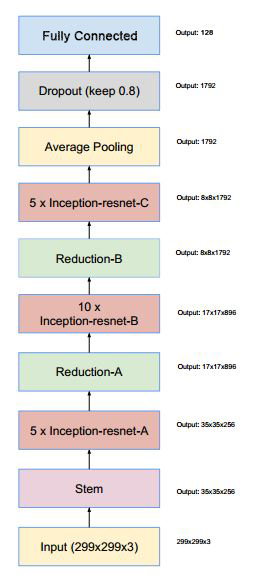 Fully Connected
Output: 128
Dropout (keep 0.8)
Output: 1792
Average Pooling
Output: 1792
5 x Inception-resnet-C
Output: 8x8x1792
Reduction-B
Output: 8x8x1792
10 x
Inception-resnet-B
Output: 17x17x896
Reduction-A
Output: 17x17x896
5 x Inception-resnet-A
Output: 35x35x256
Stem
Output: 35x35x256
Input (299x299x3)
299x299x3